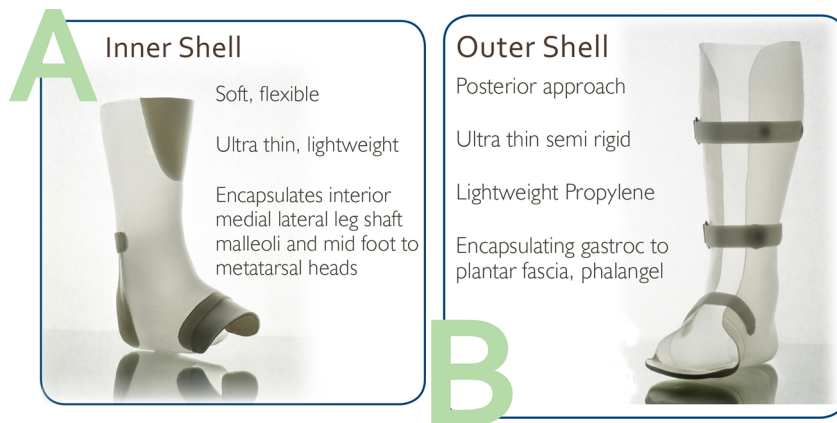 A
Inner Shell
Soft, flexible
Ultra thin, lightweight
Encapsulates interior
medial lateral leg shaft
malleoli and mid foot to
metatarsal heads
B
Outer Shell
Posterior approach
Ultra thin semi rigid
Lightweight Propylene
Encapsulating gastroc to
plantar fascia, phalangel